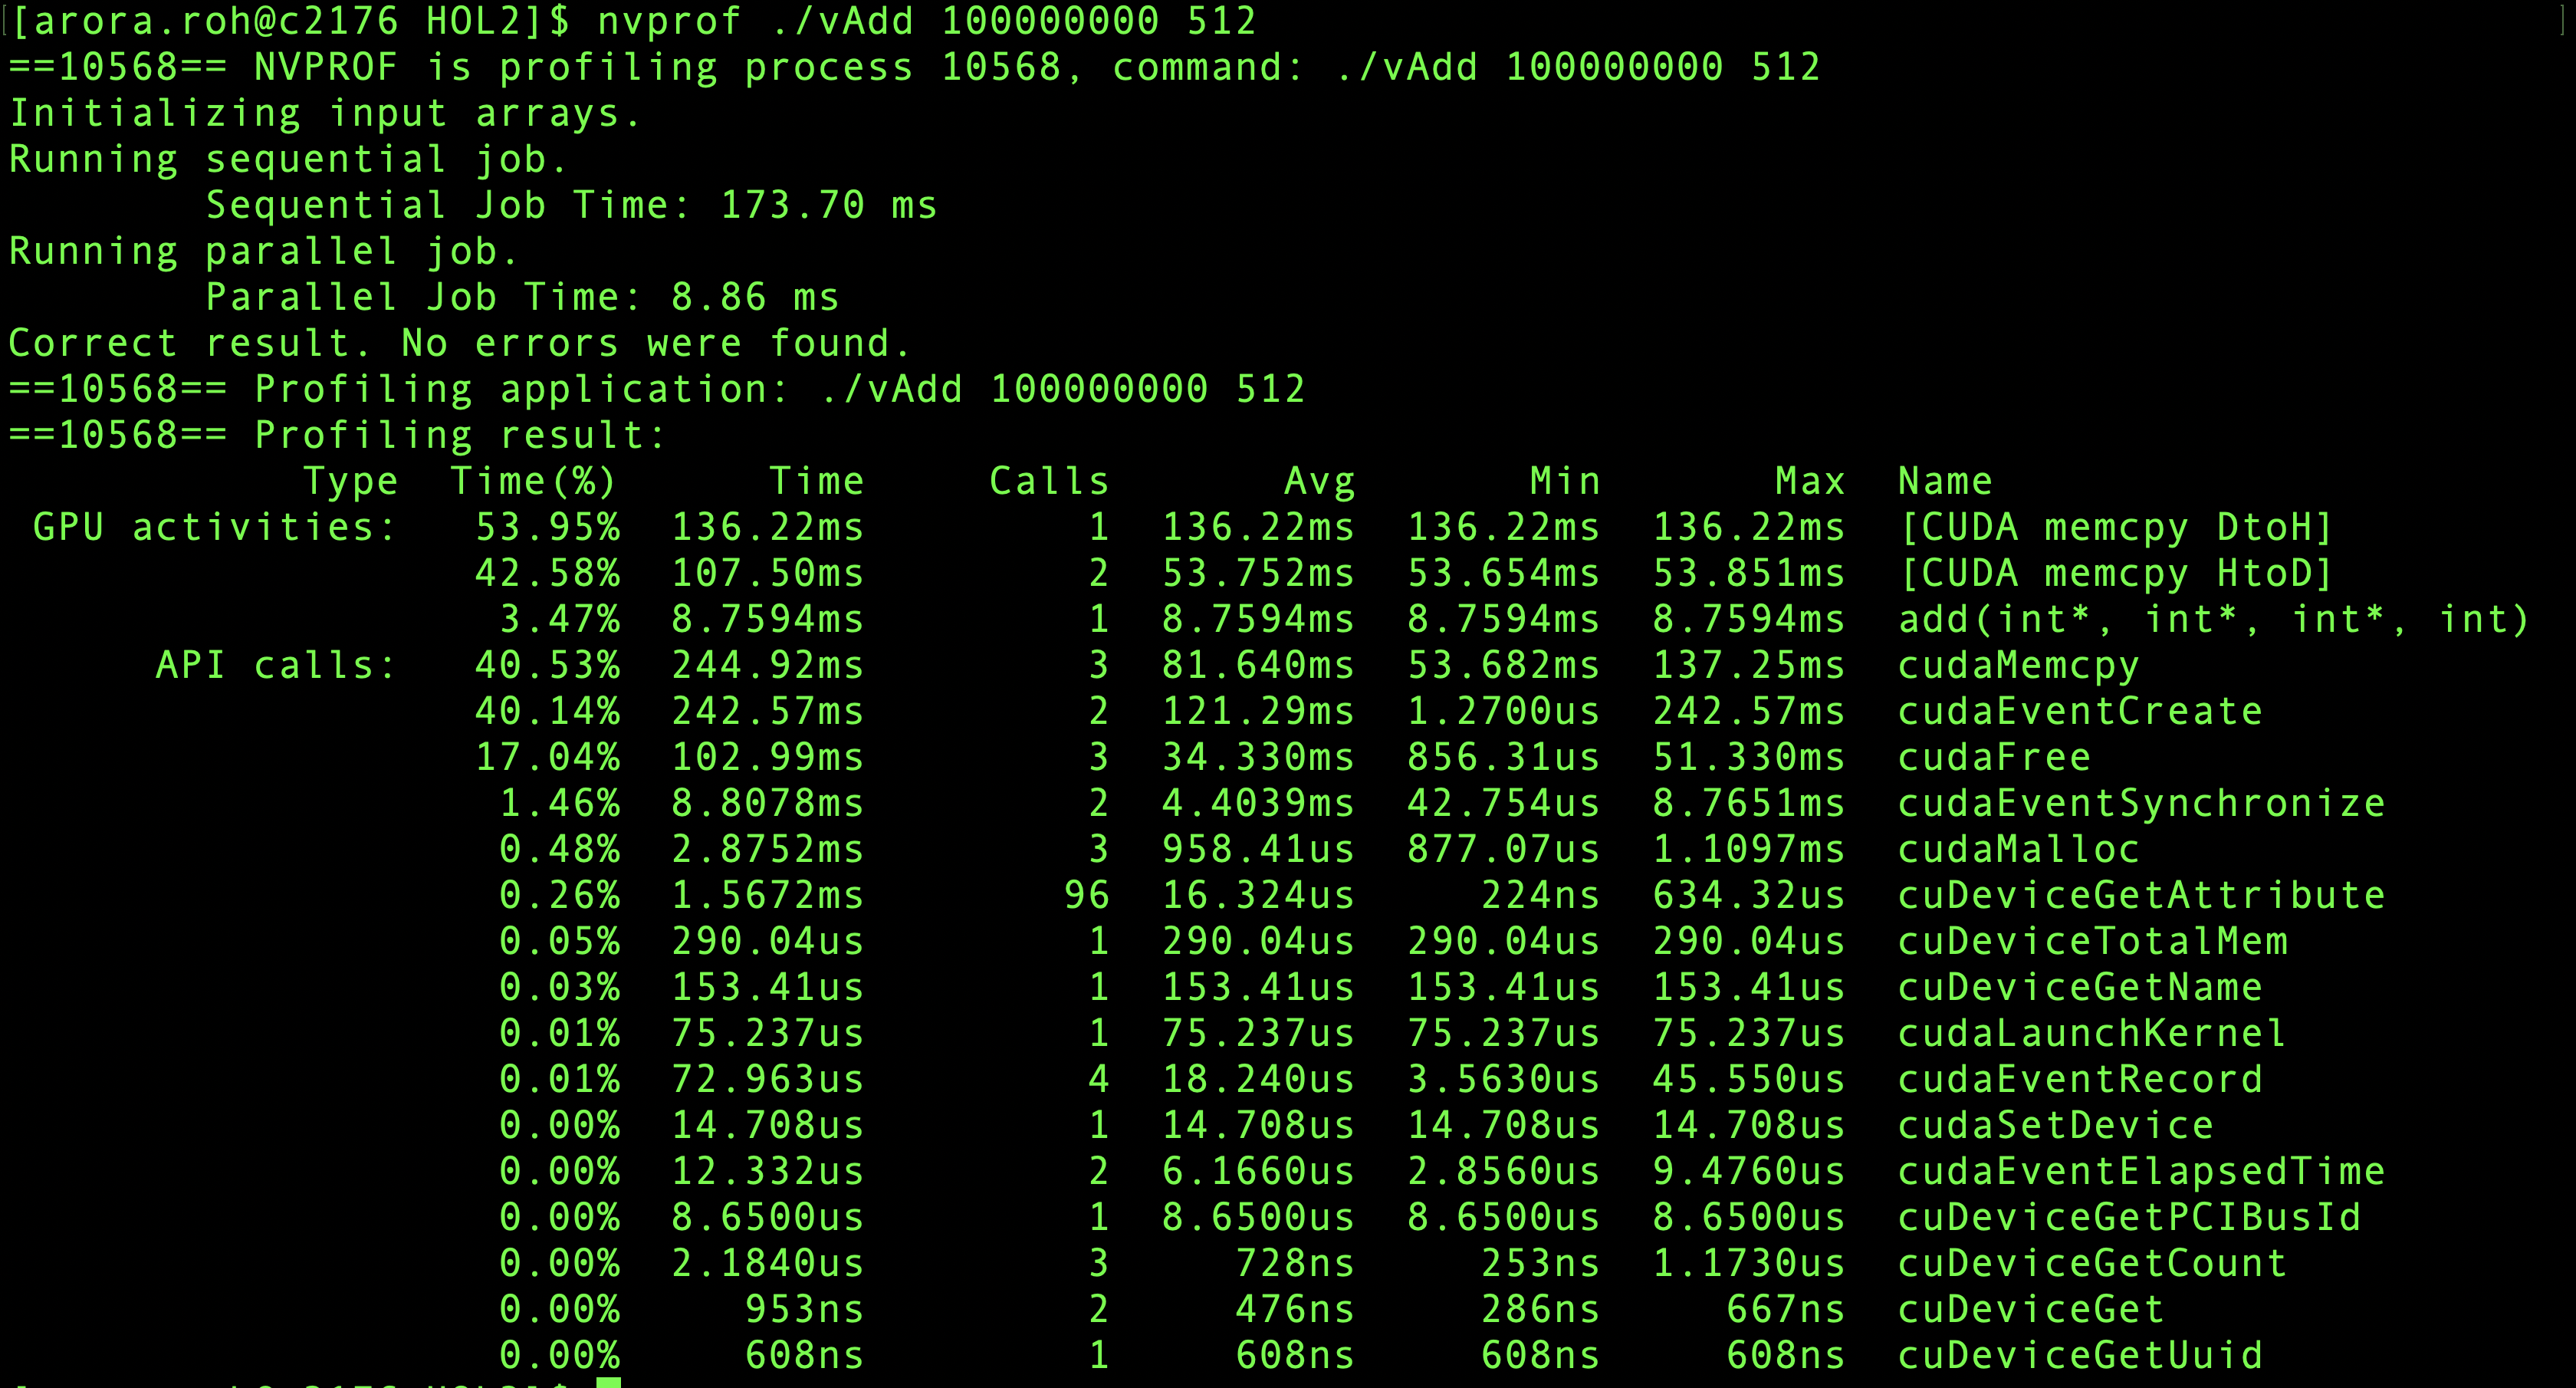 [arora.roh@c2176 HOL2]$ nvprof ./vAdd 100000000 512
==10568== NVPROF is profiling process 10568, command: ./vAdd 100000000 512
Initializing input arrays.
Running sequential job.
        Sequential Job Time: 173.70 ms
Running parallel job.
        Parallel Job Time: 8.86 ms
Correct result. No errors were found.
==10568== Profiling application: ./vAdd 100000000 512
==10568== Profiling result:
            Type  Time(%)      Time     Calls       Avg       Min       Max  Name
 GPU activities:   53.95%  136.22ms         1  136.22ms  136.22ms  136.22ms  [CUDA memcpy DtoH]
                   42.58%  107.50ms         2  53.752ms  53.654ms  53.851ms  [CUDA memcpy HtoD]
                    3.47%  8.7594ms         1  8.7594ms  8.7594ms  8.7594ms  add(int*, int*, int*, int)
      API calls:   40.53%  244.92ms         3  81.640ms  53.682ms  137.25ms  cudaMemcpy
                   40.14%  242.57ms         2  121.29ms  1.2700us  242.57ms  cudaEventCreate
                   17.04%  102.99ms         3  34.330ms  856.31us  51.330ms  cudaFree
                    1.46%  8.8078ms         2  4.4039ms  42.754us  8.7651ms  cudaEventSynchronize
                    0.48%  2.8752ms         3  958.41us  877.07us  1.1097ms  cudaMalloc
                    0.26%  1.5672ms        96  16.324us     224ns  634.32us  cuDeviceGetAttribute
                    0.05%  290.04us         1  290.04us  290.04us  290.04us  cuDeviceTotalMem
                    0.03%  153.41us         1  153.41us  153.41us  153.41us  cuDeviceGetName
                    0.01%  75.237us         1  75.237us  75.237us  75.237us  cudaLaunchKernel
                    0.01%  72.963us         4  18.240us  3.5630us  45.550us  cudaEventRecord
                    0.00%  14.708us         1  14.708us  14.708us  14.708us  cudaSetDevice
                    0.00%  12.332us         2  6.1660us  2.8560us  9.4760us  cudaEventElapsedTime
                    0.00%  8.6500us         1  8.6500us  8.6500us  8.6500us  cuDeviceGetPCIBusId
                    0.00%  2.1840us         3     728ns     253ns  1.1730us  cuDeviceGetCount
                    0.00%     953ns         2     476ns     286ns     667ns  cuDeviceGet
                    0.00%     608ns         1     608ns     608ns     608ns  cuDeviceGetUuid